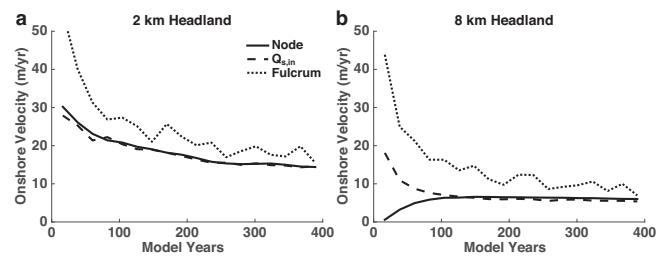 a
2 km Headland
Onshore Velocity (m/yr)
50
40
30
20
10
0
0
100
200
300
400
Model Years
Node
Qs,in
Fulcrum
b
8 km Headland
Onshore Velocity (m/yr)
50
40
30
20
10
0
0
100
200
300
400
Model Years